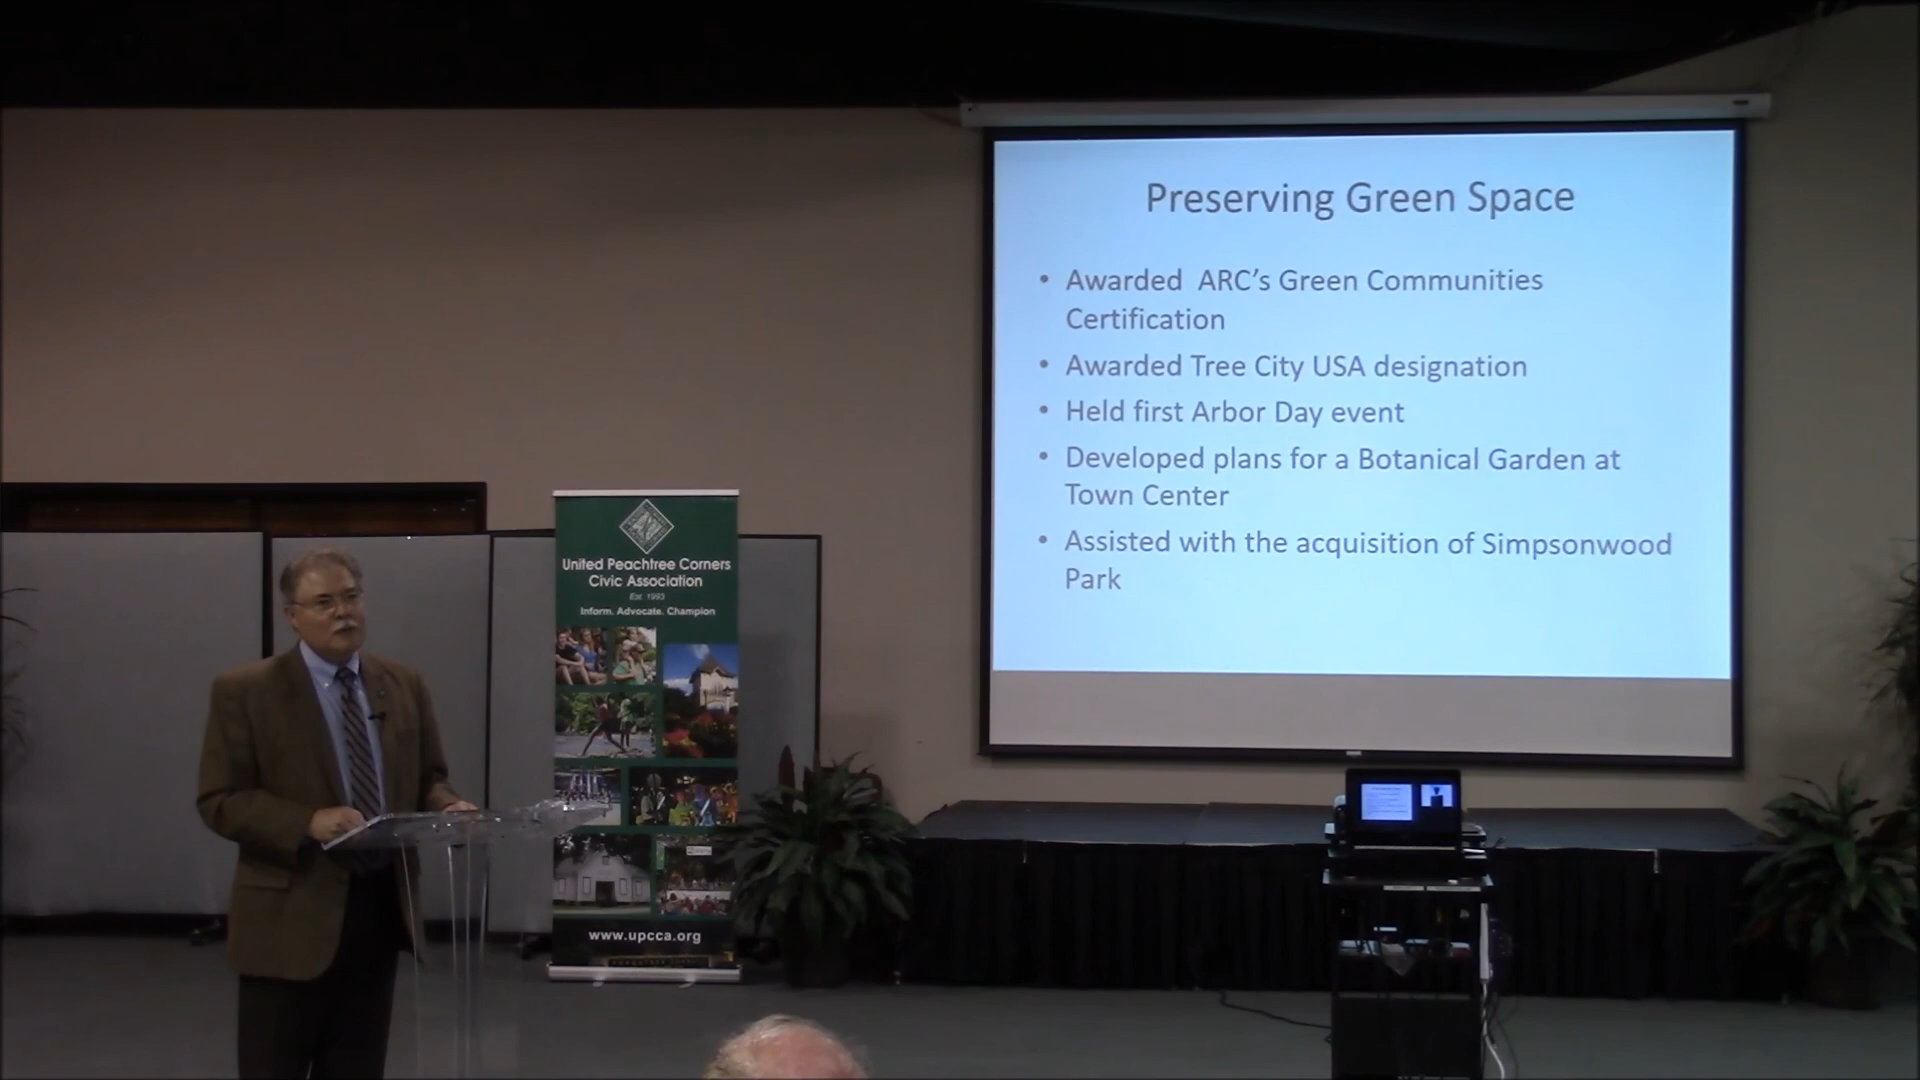 Preserving Green Space
• Awarded  ARC's Green Communities
Certification
• Awarded Tree City USA designation
• Held first Arbor Day event
• Developed plans for a Botanical Garden at
Town Center
• Assisted with the acquisition of Simpsonwood
Park
United Peachtree Corners
Civic Association
Est. 1993
Inform. Advocate. Champion
www.upcca.org